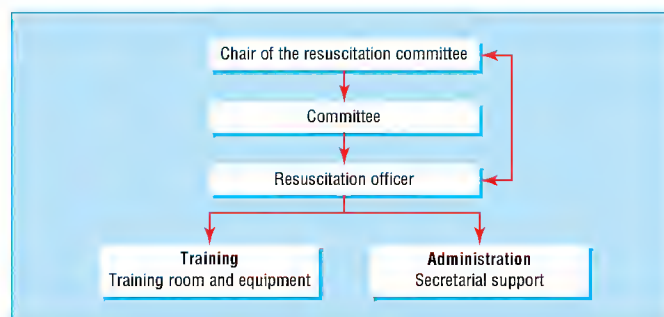 Chair of the resuscitation committee
Committee
Resuscitation officer
Training
Training room and equipment
Administration
Secretarial support